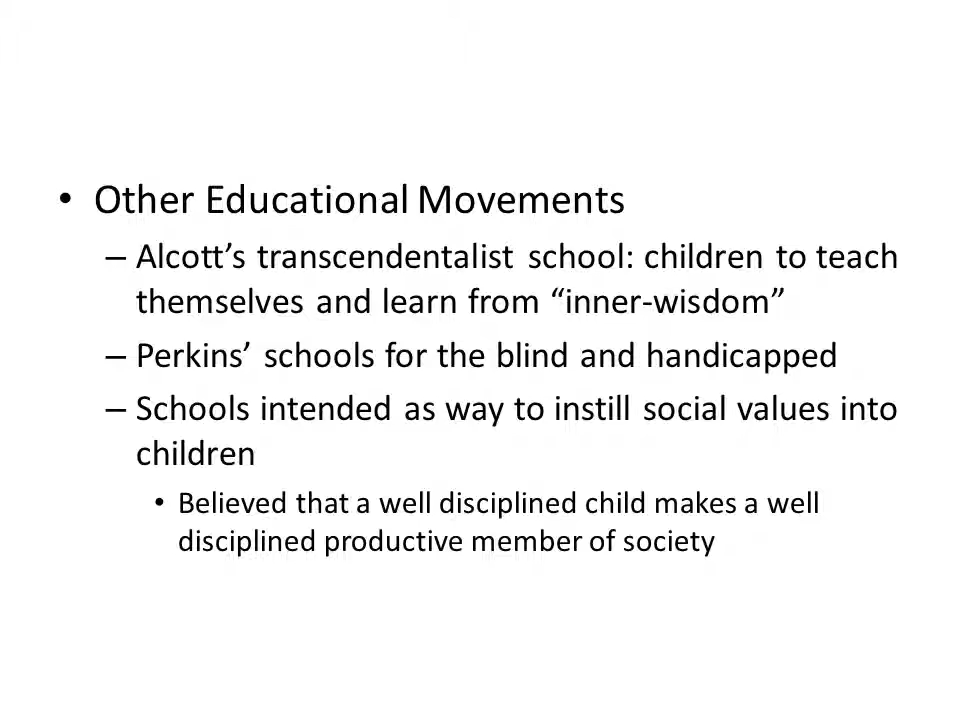 • Other Educational Movements
– Alcott’s transcendentalist school: children to teach
themselves and learn from “inner-wisdom”
– Perkins’ schools for the blind and handicapped
– Schools intended as way to instill social values into
children
• Believed that a well disciplined child makes a well
disciplined productive member of society